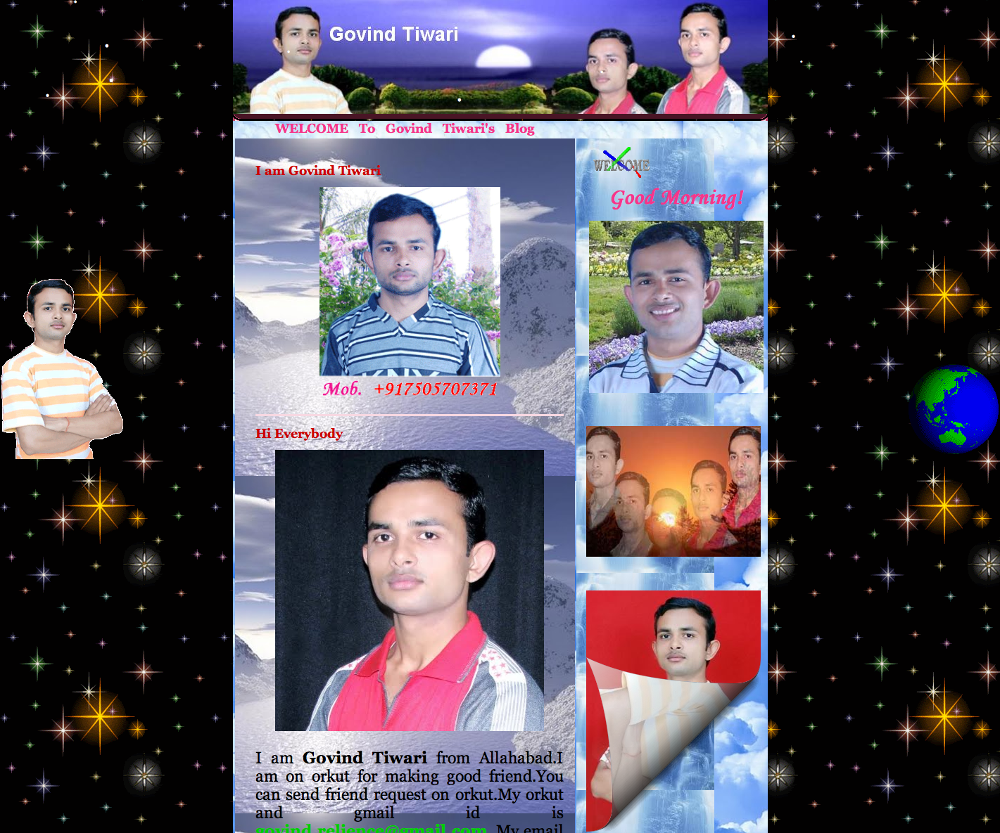 Govind Tiwari
WELCOME To Govind Tiwari's Blog
I am Govind Tiwari
Mob. +917505707371
Hi Everybody
I am Govind Tiwari from Allahabad.I
am on orkut for making good friend.You
can send friend request on orkut.My orkut
and gmail id is
govind.reliance@gmail.com. My email
WELCOME
Good Morning!